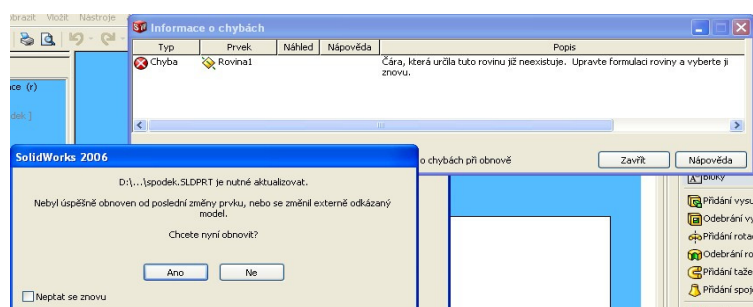 obrazit Vložit Nástroje
Informace o chybách
Typ Prvek Náhled Nápověda Popis
Chyba Rovina1 Čára, která určila tuto rovinu již neexistuje. Upravte formulaci roviny a vyberte ji
znovu.
ce (r)
dek ]
o chybách při obnově Zavřít Nápověda
SolidWorks 2006
D:\...\spodek.SLDPRT je nutné aktualizovat.
Nebyl úspěšně obnoven od poslední změny prvku, nebo se změnil externě odkázaný
model.
Chcete nyní obnovit?
Ano Ne
Neptat se znovu
Bloky
Přidání vysu
Odebrání vy
Přidání rota
Odebrání ro
Přidání taže
Přidání spoj